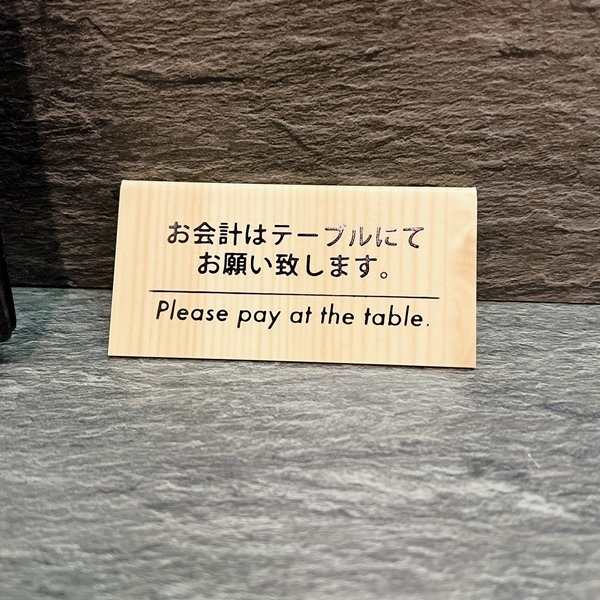 お会計はテーブルにて
お願い致します。
Please pay at the table.